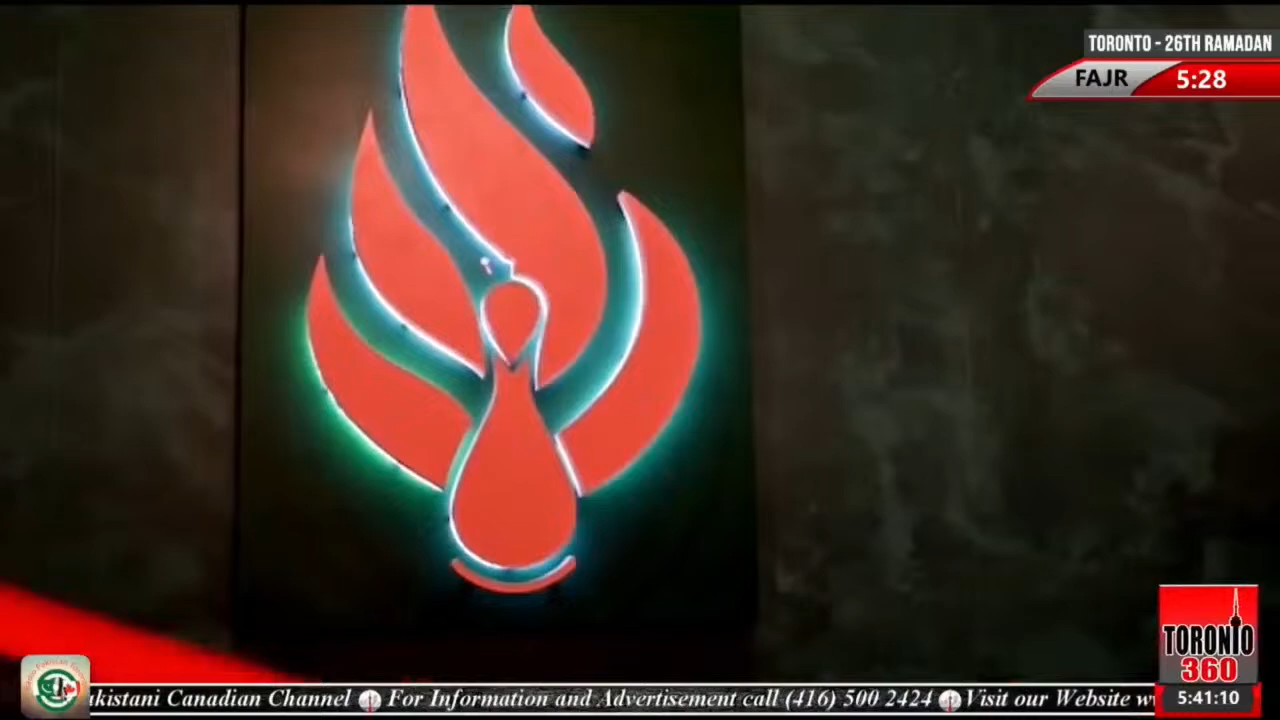 TORONTO - 26TH RAMADAN
FAJR 5:28
TORONTO
360
5:41:10
akistani Canadian Channel For Information and Advertisement call (416) 500 2424 Visit our Website w